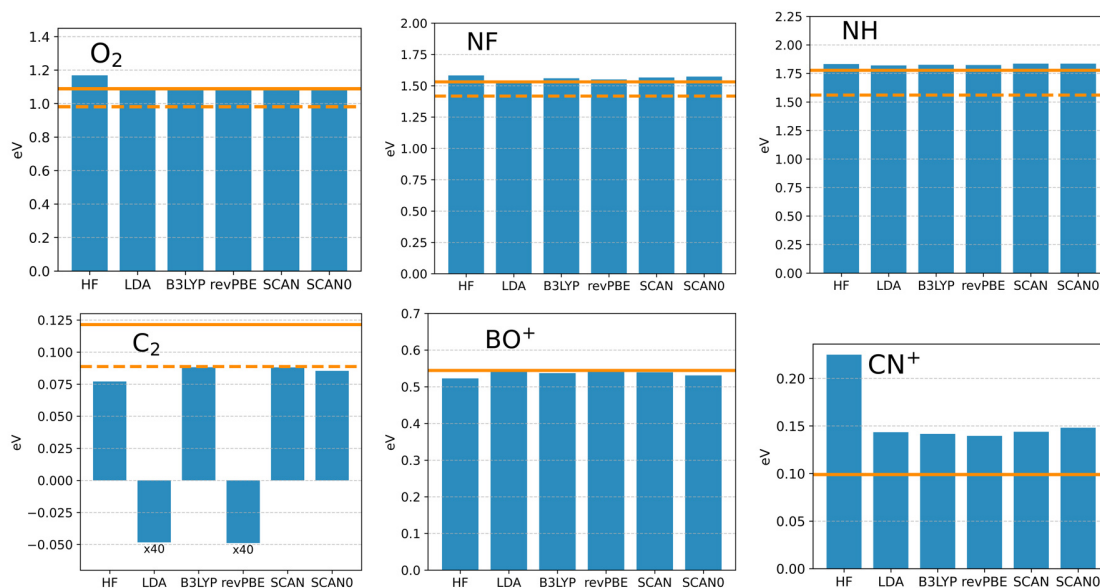 O₂
eV
1.4
1.2
1.0
0.8
0.6
0.4
0.2
0.0
HF LDA B3LYP revPBE SCAN SCAN0
NF
eV
2.00
1.75
1.50
1.25
1.00
0.75
0.50
0.25
0.00
HF LDA B3LYP revPBE SCAN SCAN0
NH
eV
2.25
2.00
1.75
1.50
1.25
1.00
0.75
0.50
0.25
0.00
HF LDA B3LYP revPBE SCAN SCAN0
C₂
eV
0.125
0.100
0.075
0.050
0.025
0.000
−0.025
−0.050
x40 x40
HF LDA B3LYP revPBE SCAN SCAN0
BO⁺
eV
0.7
0.6
0.5
0.4
0.3
0.2
0.1
0.0
HF LDA B3LYP revPBE SCAN SCAN0
CN⁺
eV
0.20
0.15
0.10
0.05
0.00
HF LDA B3LYP revPBE SCAN SCAN0